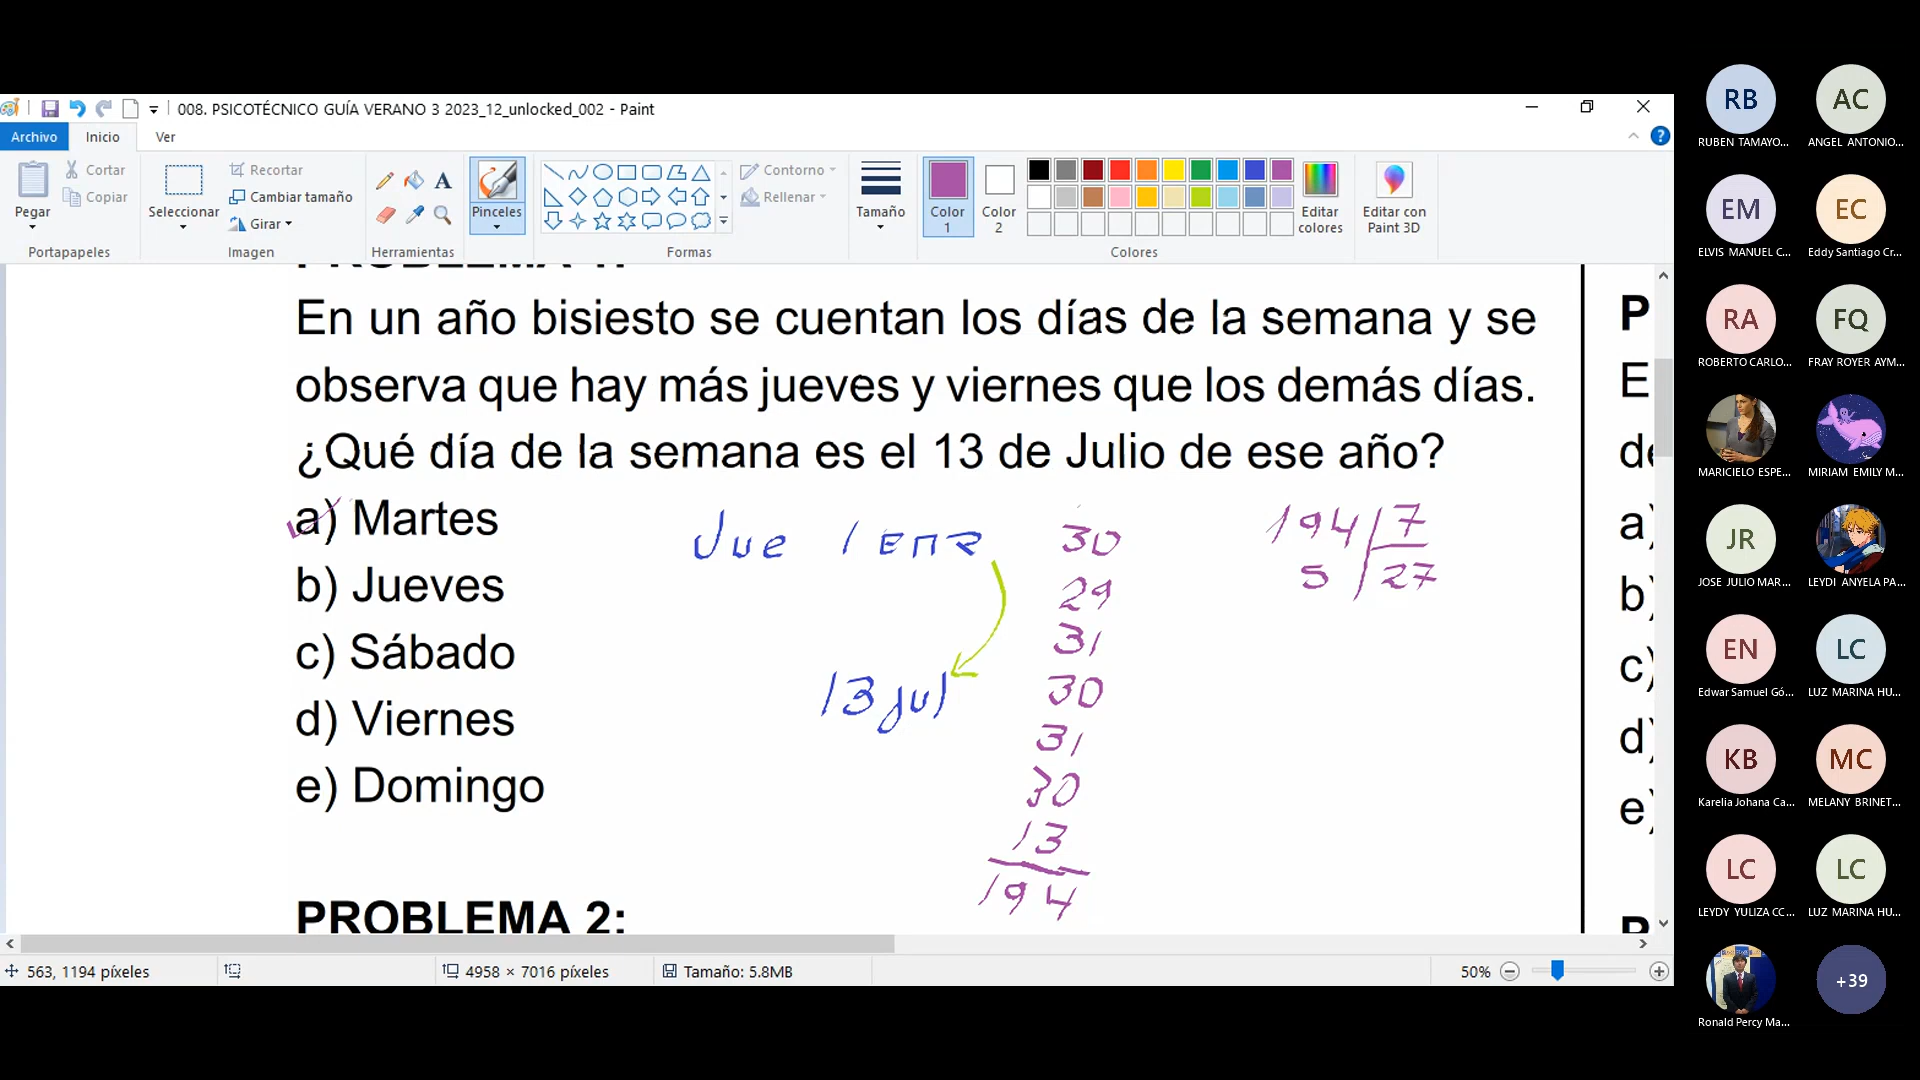 008. PSICOTÉCNICO GUÍA VERANO 3 2023_12_unlocked_002 - Paint
Archivo Inicio Ver
Pegar
Cortar
Copiar
Portapapeles
Seleccionar
Recortar
Cambiar tamaño
Girar
Imagen
Herramientas
Pinceles
Formas
Contorno
Rellenar
Tamaño
Color 1
Color 2
Editar colores
Editar con Paint 3D
Colores
En un año bisiesto se cuentan los días de la semana y se
observa que hay más jueves y viernes que los demás días.
¿Qué día de la semana es el 13 de Julio de ese año?
a) Martes
b) Jueves
c) Sábado
d) Viernes
e) Domingo
Jue 1 Enr
13 jul
30
29
31
30
31
30
13
194
194 7
5 27
PROBLEMA 2:
P
E
a)
b)
c)
d)
e)
563, 1194 píxeles
4958 × 7016 píxeles
Tamaño: 5.8MB
50%
RB
RUBEN TAMAYO...
AC
ANGEL ANTONIO...
EM
ELVIS MANUEL C...
EC
Eddy Santiago Cr...
RA
ROBERTO CARLO...
FQ
FRAY ROYER AYM...
MARICIELO ESPE...
MIRIAM EMILY M...
JR
JOSE JULIO MAR...
LEYDI ANYELA PA...
EN
Edwar Samuel Gó...
LC
LUZ MARINA HU...
KB
Karelia Johana Ca...
MC
MELANY BRINET...
LC
LEYDY YULIZA CC...
LC
LUZ MARINA HU...
Ronald Percy Ma...
+39